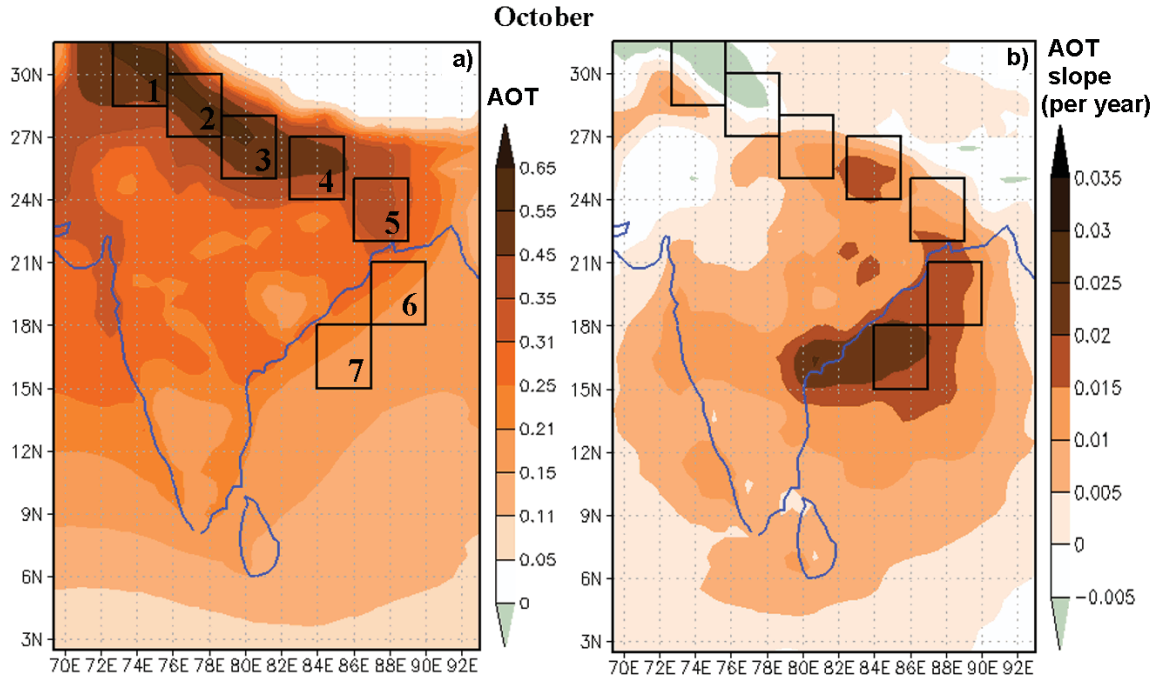 October
a)
b)
AOT
AOT
slope
(per year)
30N
27N
24N
21N
18N
15N
12N
9N
6N
3N
70E 72E 74E 76E 78E 80E 82E 84E 86E 88E 90E 92E
1
2
3
4
5
6
7
0.65
0.55
0.45
0.35
0.31
0.25
0.21
0.15
0.11
0.05
0
30N
27N
24N
21N
18N
15N
12N
9N
6N
3N
70E 72E 74E 76E 78E 80E 82E 84E 86E 88E 90E 92E
0.035
0.025
0.02
0.015
0.01
0.005
0
−0.005